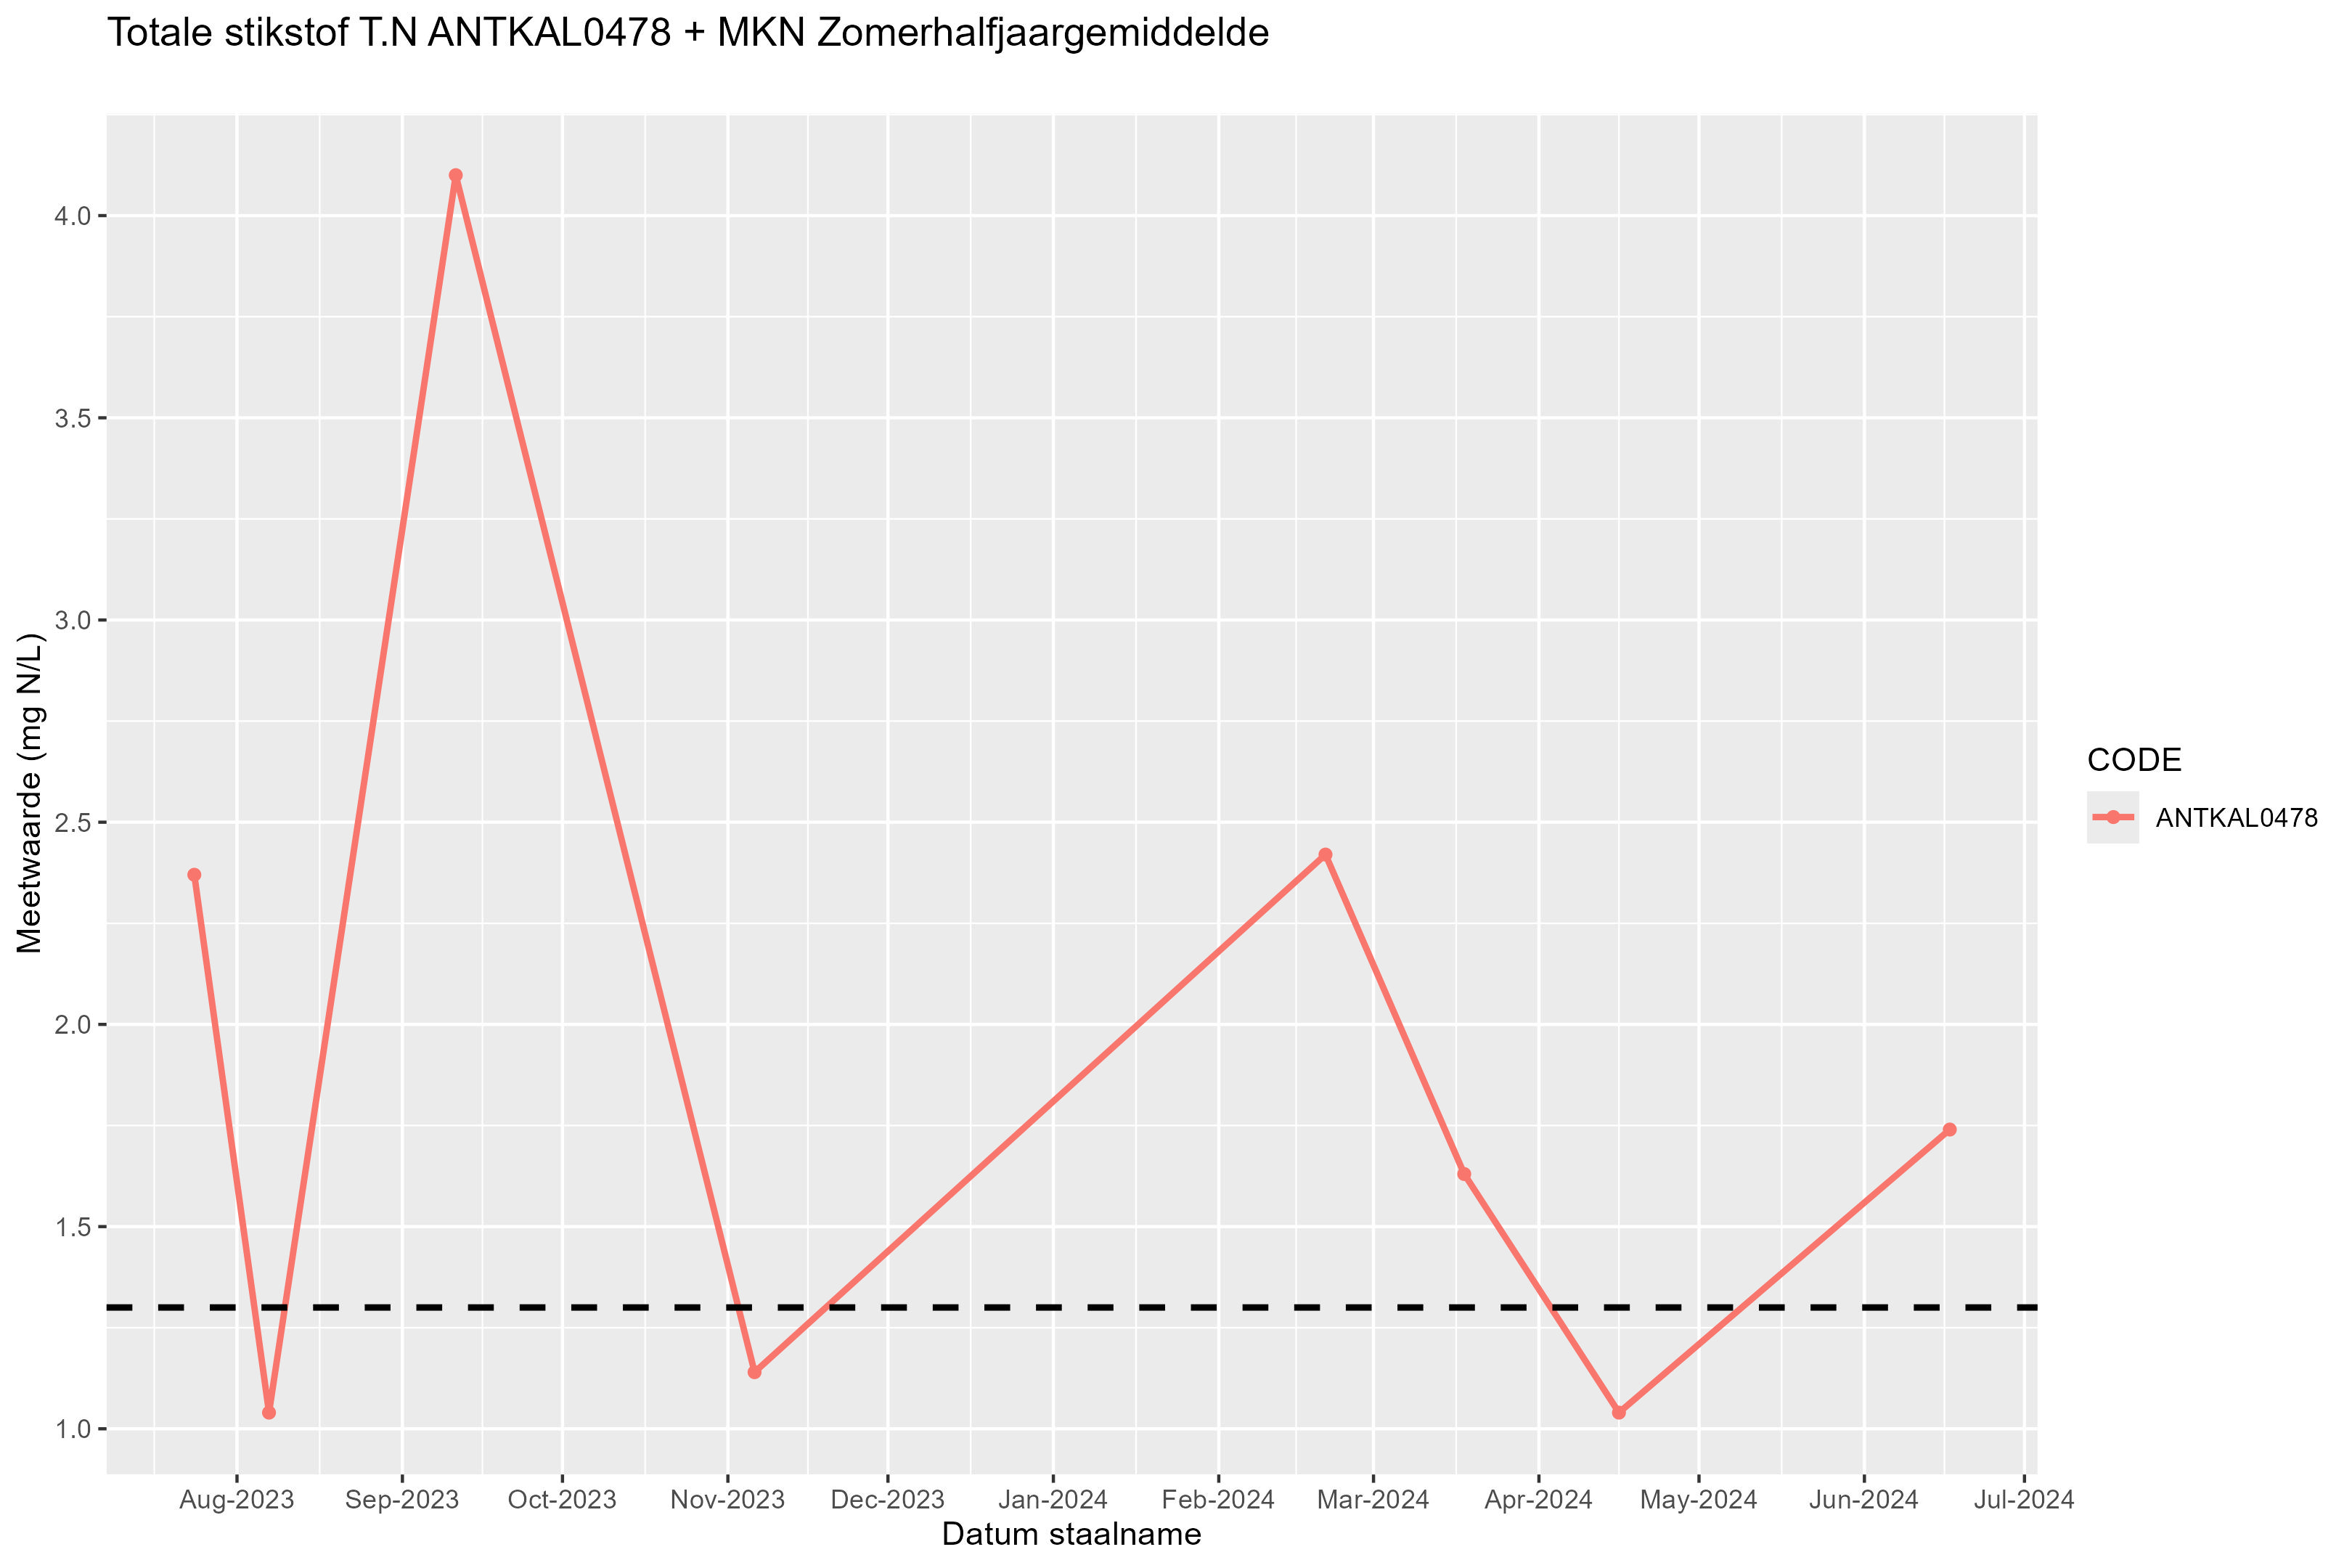 Totale stikstof T.N ANTKAL0478 + MKN Zomerhalfjaargemiddelde
Meetwaarde (mg N/L)
4.0
3.5
3.0
2.5
2.0
1.5
1.0
Aug-2023 Sep-2023 Oct-2023 Nov-2023 Dec-2023 Jan-2024 Feb-2024 Mar-2024 Apr-2024 May-2024 Jun-2024 Jul-2024
Datum staalname
CODE
ANTKAL0478